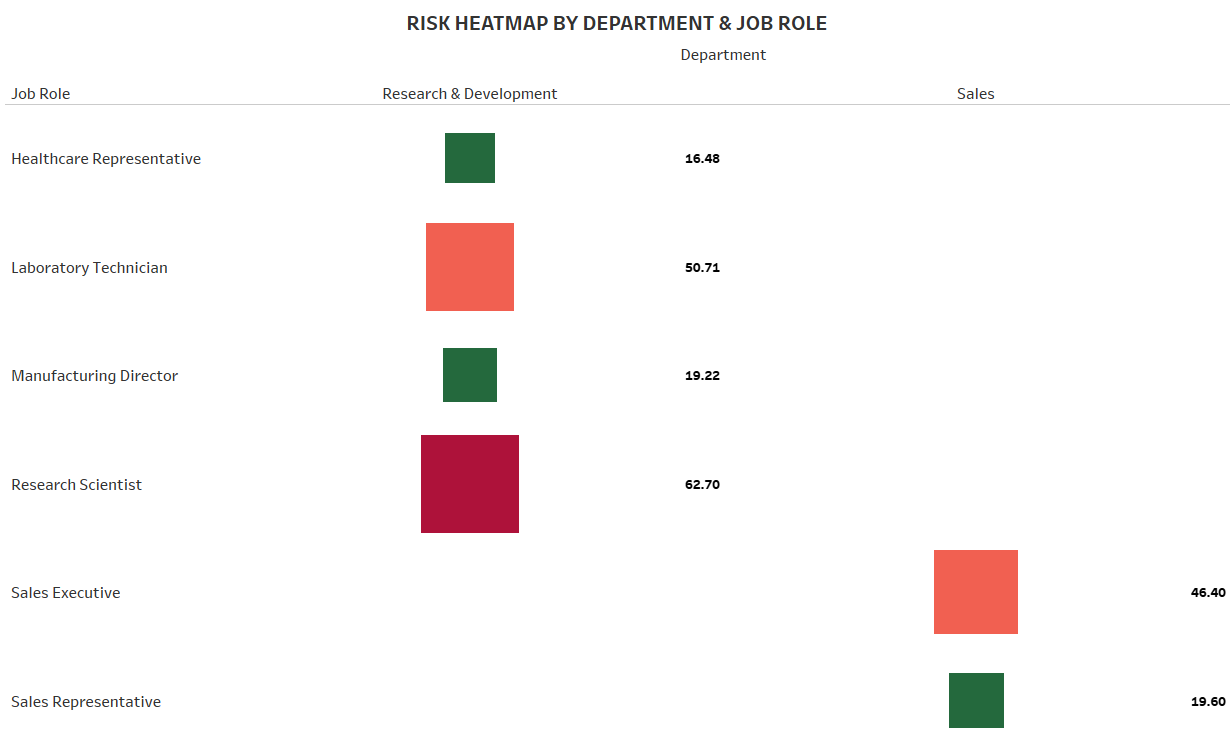 RISK HEATMAP BY DEPARTMENT & JOB ROLE
Department
Job Role Research & Development Sales
Healthcare Representative 16.48
Laboratory Technician 50.71
Manufacturing Director 19.22
Research Scientist 62.70
Sales Executive 46.40
Sales Representative 19.60